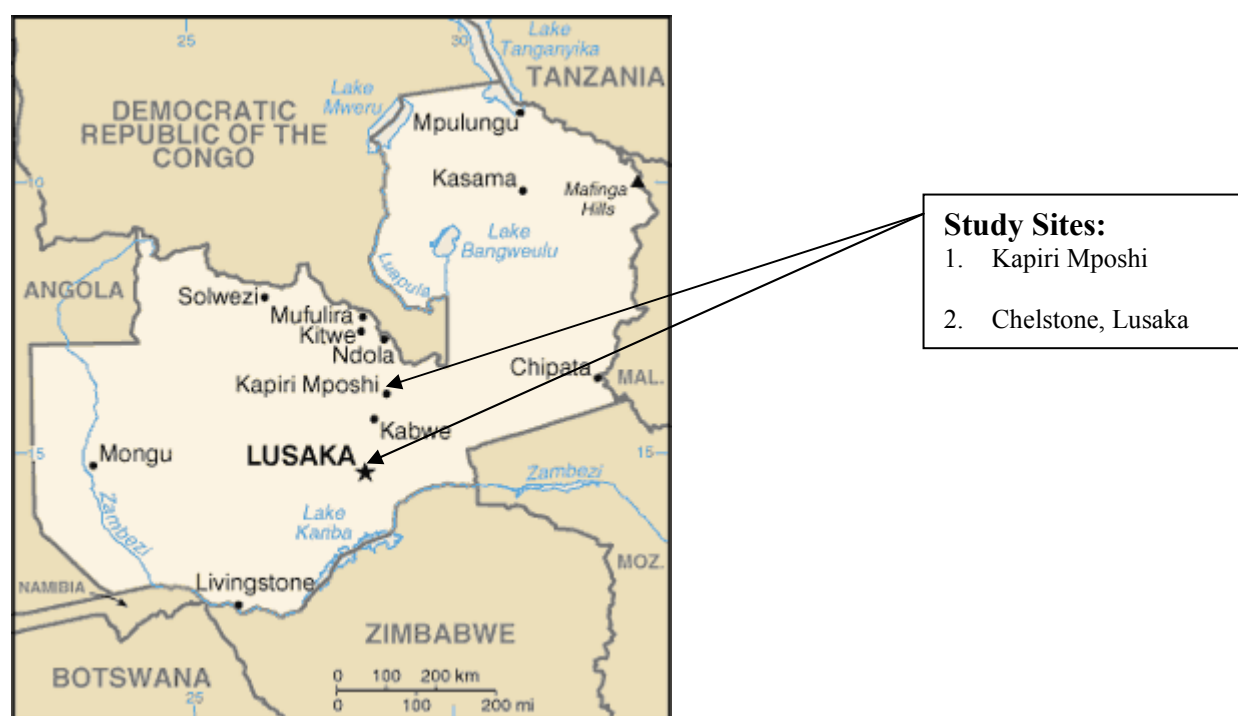 25
30
Lake
Tanganyika
TANZANIA
Lake
Mweru
DEMOCRATIC
REPUBLIC OF THE
CONGO
Mpulungu
10
Kasama
Mafinga
Hills
Lake
Bangweulu
Luapula
ANGOLA
Solwezi
Mufulira
Kitwe
Ndola
Kapiri Mposhi
Chipata
MAL.
Kabwe
15
Mongu
LUSAKA
15
Zambezi
Zambezi
Lake
Kariba
MOZ.
NAMIBIA
Livingstone
ZIMBABWE
BOTSWANA
25
0 100 200 km
0 100 200 mi
Study Sites:
1. Kapiri Mposhi
2. Chelstone, Lusaka